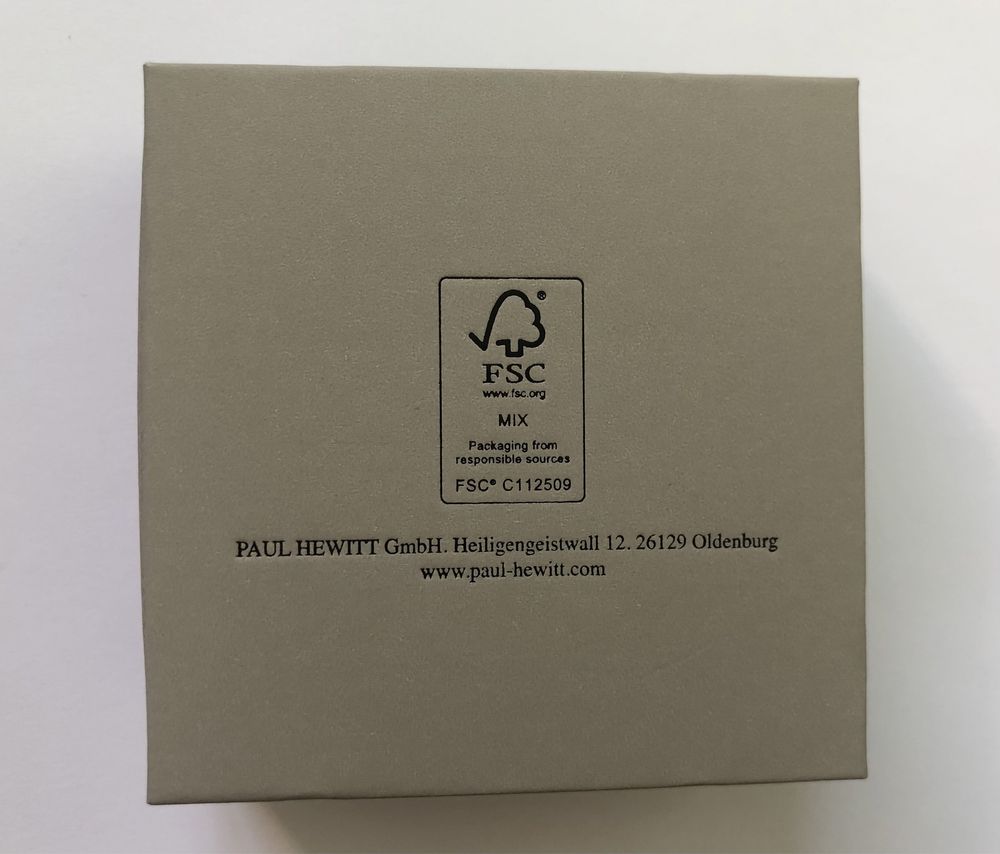 ®
FSC
www.fsc.org
MIX
Packaging from
responsible sources
FSC® C112509
PAUL HEWITT GmbH. Heiligengeistwall 12. 26129 Oldenburg
www.paul-hewitt.com